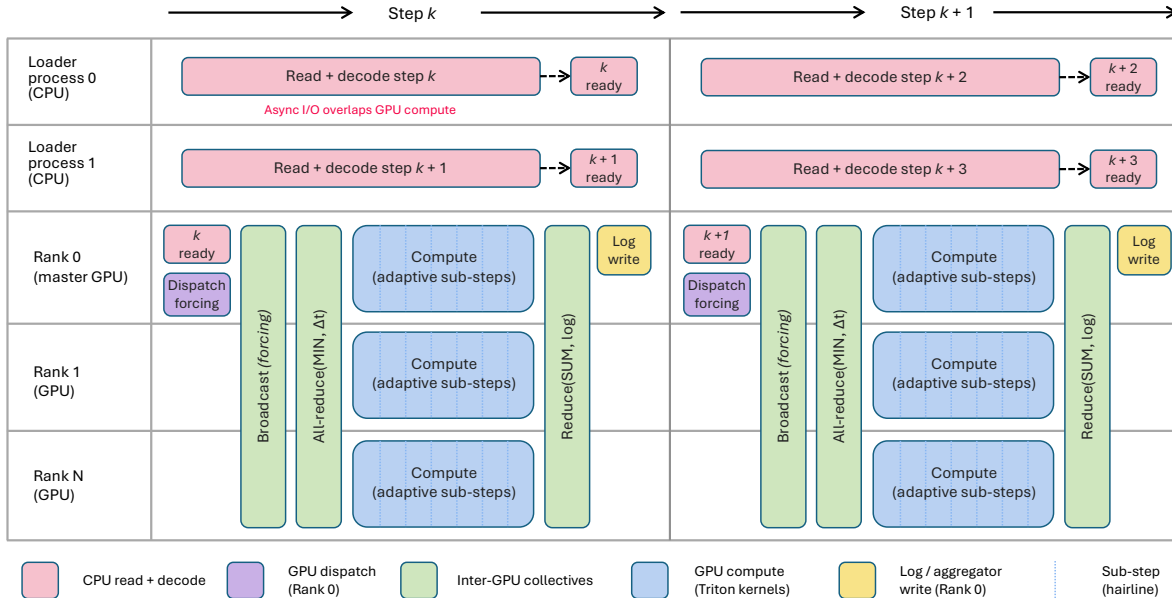 Step k
Step k + 1
Loader
process 0
(CPU)
Read + decode step k
k
ready
Async I/O overlaps GPU compute
Read + decode step k + 2
k + 2
ready
Loader
process 1
(CPU)
Read + decode step k + 1
k + 1
ready
Read + decode step k + 3
k + 3
ready
Rank 0
(master GPU)
k
ready
Dispatch
forcing
Broadcast (forcing)
All-reduce(MIN, Δt)
Compute
(adaptive sub-steps)
Reduce(SUM, log)
Log
write
k+1
ready
Dispatch
forcing
Broadcast (forcing)
All-reduce(MIN, Δt)
Compute
(adaptive sub-steps)
Reduce(SUM, log)
Log
write
Rank 1
(GPU)
Compute
(adaptive sub-steps)
Compute
(adaptive sub-steps)
Rank N
(GPU)
Compute
(adaptive sub-steps)
Compute
(adaptive sub-steps)
CPU read + decode
GPU dispatch
(Rank 0)
Inter-GPU collectives
GPU compute
(Triton kernels)
Log / aggregator
write (Rank 0)
Sub-step
(hairline)